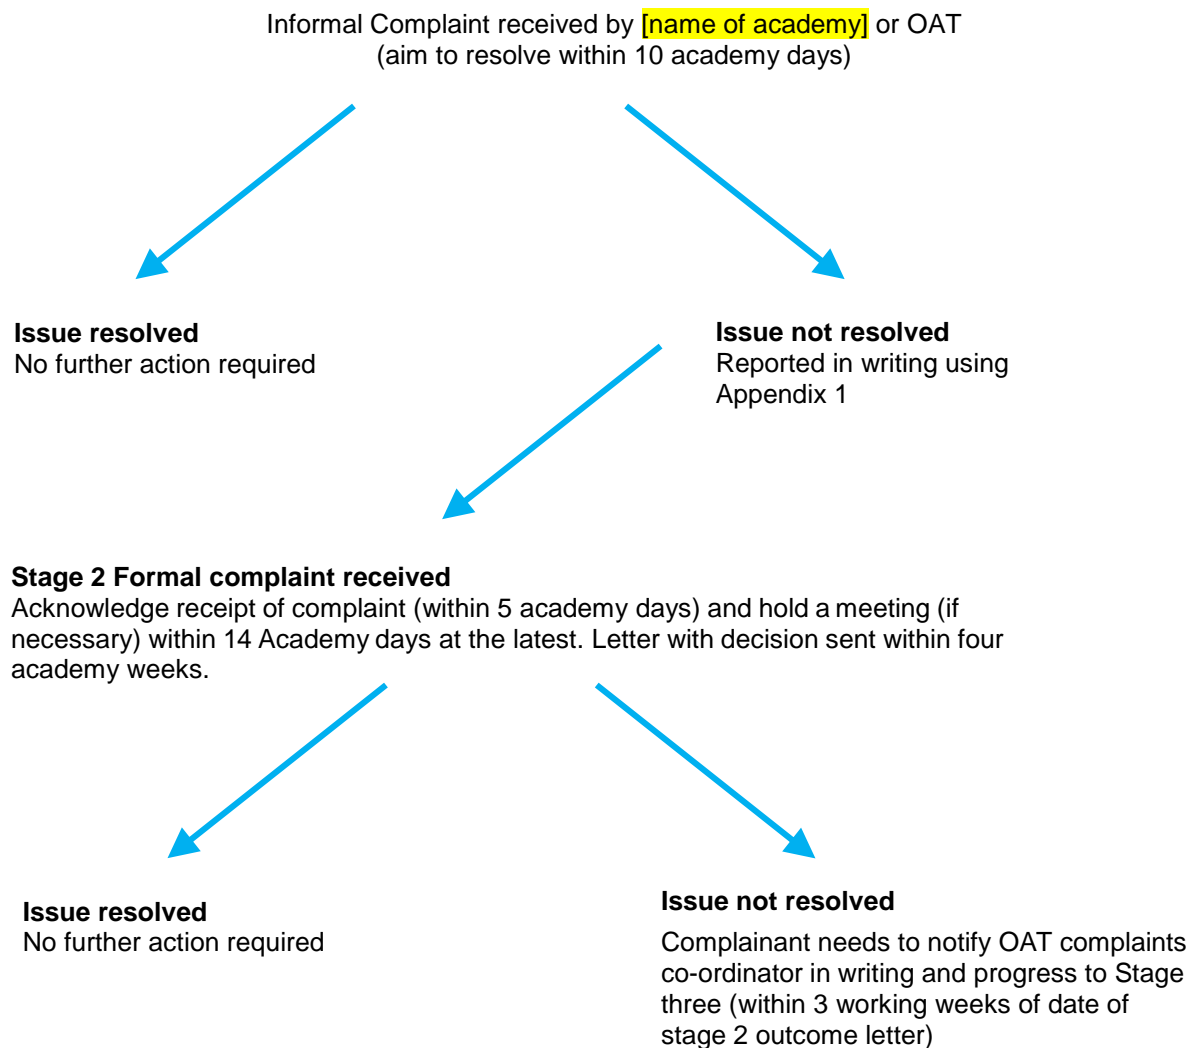 Informal Complaint received by [name of academy] or OAT
(aim to resolve within 10 academy days)
Issue resolved
No further action required
Issue not resolved
Reported in writing using
Appendix 1
Stage 2 Formal complaint received
Acknowledge receipt of complaint (within 5 academy days) and hold a meeting (if
necessary) within 14 Academy days at the latest. Letter with decision sent within four
academy weeks.
Issue resolved
No further action required
Issue not resolved
Complainant needs to notify OAT complaints
co-ordinator in writing and progress to Stage
three (within 3 working weeks of date of
stage 2 outcome letter)